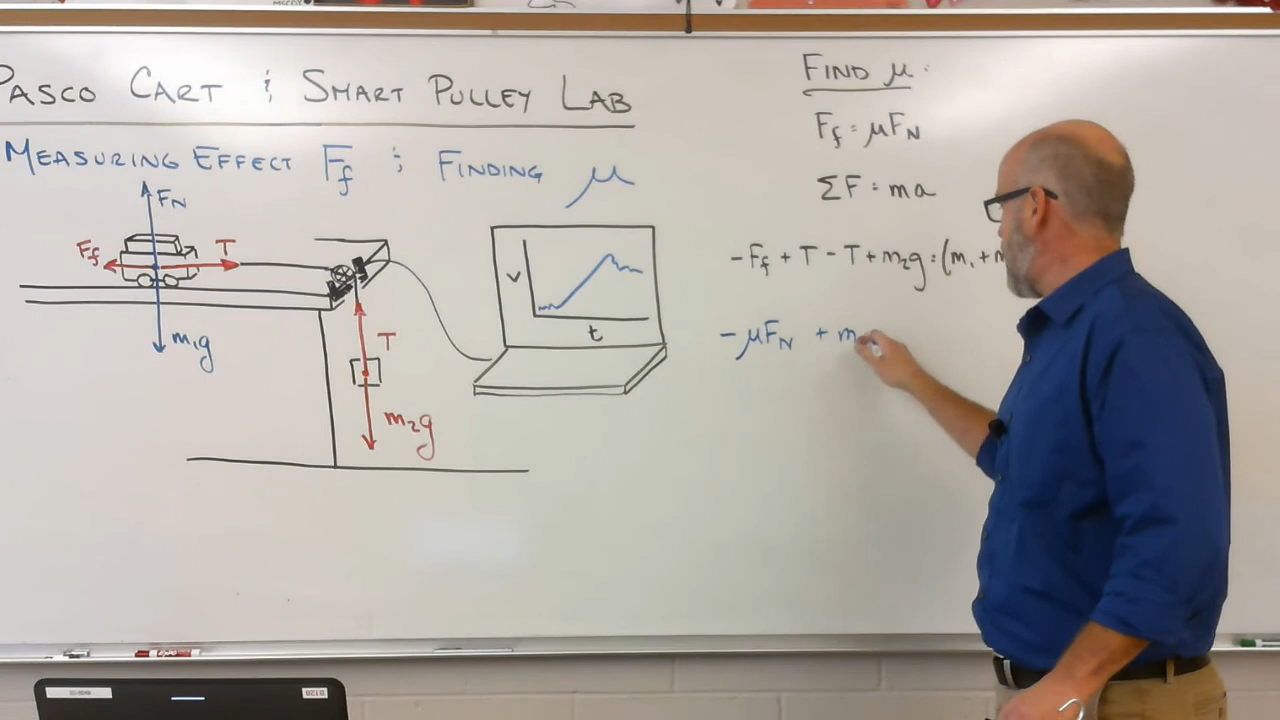 PASCO CART & SMART PULLEY LAB
MEASURING EFFECT Ff & FINDING μ
FN
Ff
T
m1g
T
m2g
v
t
FIND μ:
Ff = μFN
ΣF = ma
-Ff + T - T + m2g = (m1 + m
-μFN + m
B128